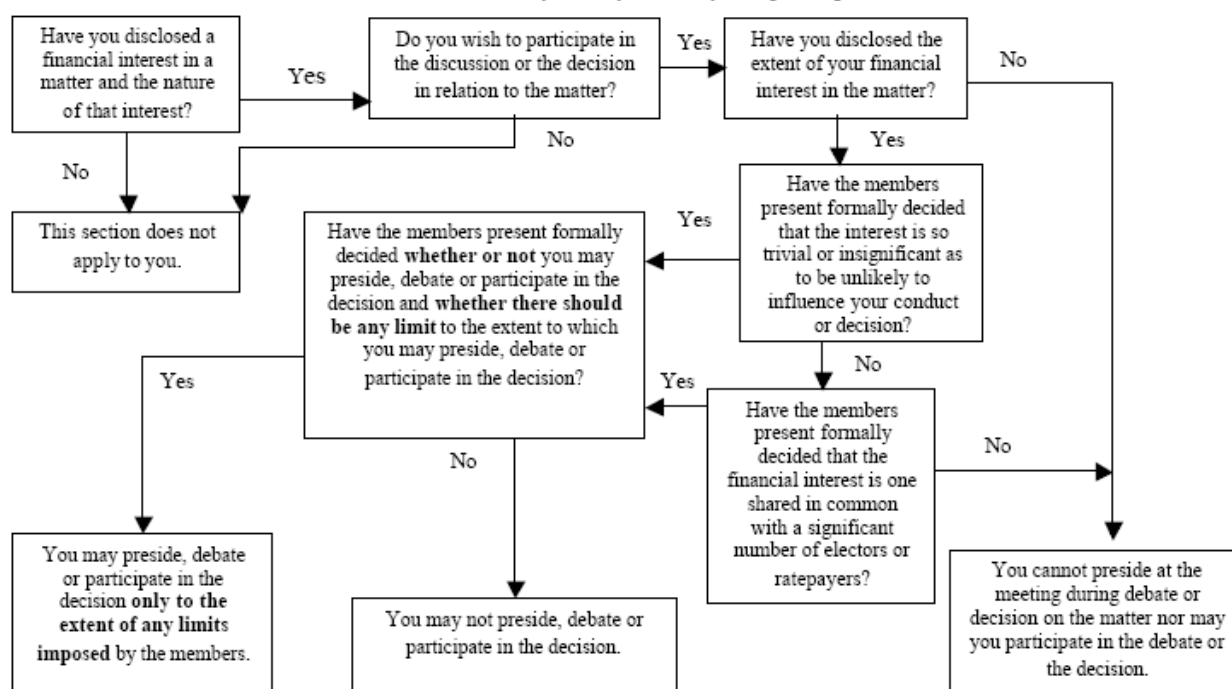 Have you disclosed a
financial interest in a
matter and the nature
of that interest?
Yes
Do you wish to participate in
the discussion or the decision
in relation to the matter?
Yes
Have you disclosed the
extent of your financial
interest in the matter?
No
No
No
Yes
This section does not
apply to you.
Have the members present formally
decided whether or not you may
preside, debate or participate in the
decision and whether there should
be any limit to the extent to which
you may preside, debate or
participate in the decision?
Yes
Have the members
present formally decided
that the interest is so
trivial or insignificant as
to be unlikely to
influence your conduct
or decision?
Yes
No
Yes
No
Have the members
present formally
decided that the
financial interest is one
shared in common
with a significant
number of electors or
ratepayers?
No
You may preside, debate
or participate in the
decision only to the
extent of any limits
imposed by the members.
You may not preside, debate or
participate in the decision.
You cannot preside at the
meeting during debate or
decision on the matter nor may
you participate in the debate or
the decision.